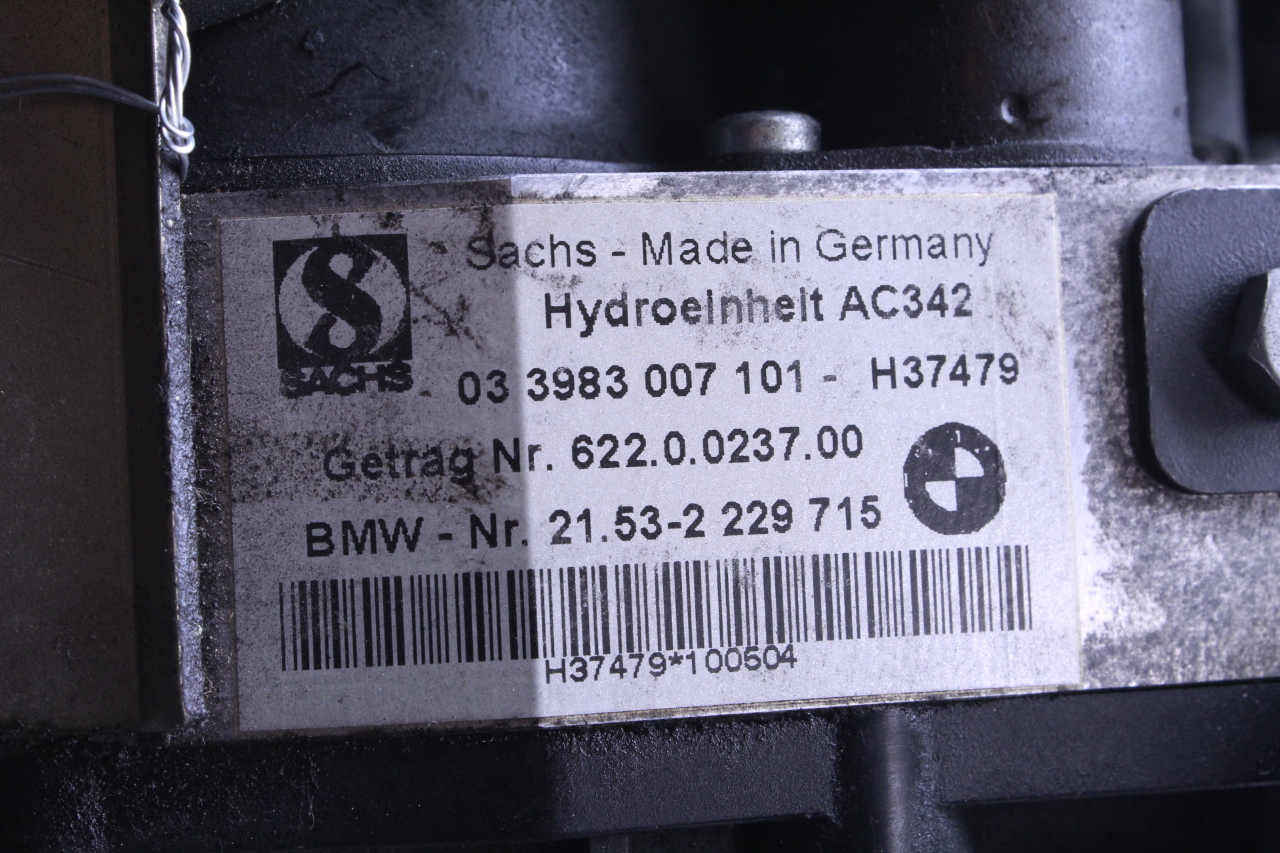 Sachs - Made in Germany
Hydroeinheit AC342
SACHS
03 3983 007 101 - H37479
Getrag Nr. 622.0.0237.00
BMW - Nr. 21.53-2 229 715
H37479*100504